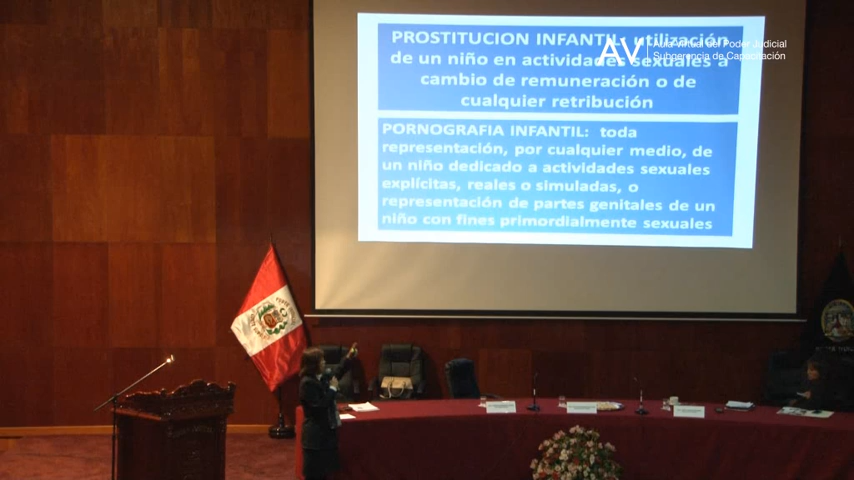 PROSTITUCION INFANTIL: utilización
de un niño en actividades sexuales a
cambio de remuneración o de
cualquier retribución
AV
Aula Virtual del Poder Judicial
Subgerencia de Capacitación
PORNOGRAFIA INFANTIL: toda
representación, por cualquier medio, de
un niño dedicado a actividades sexuales
explícitas, reales o simuladas, o
representación de partes genitales de un
niño con fines primordialmente sexuales